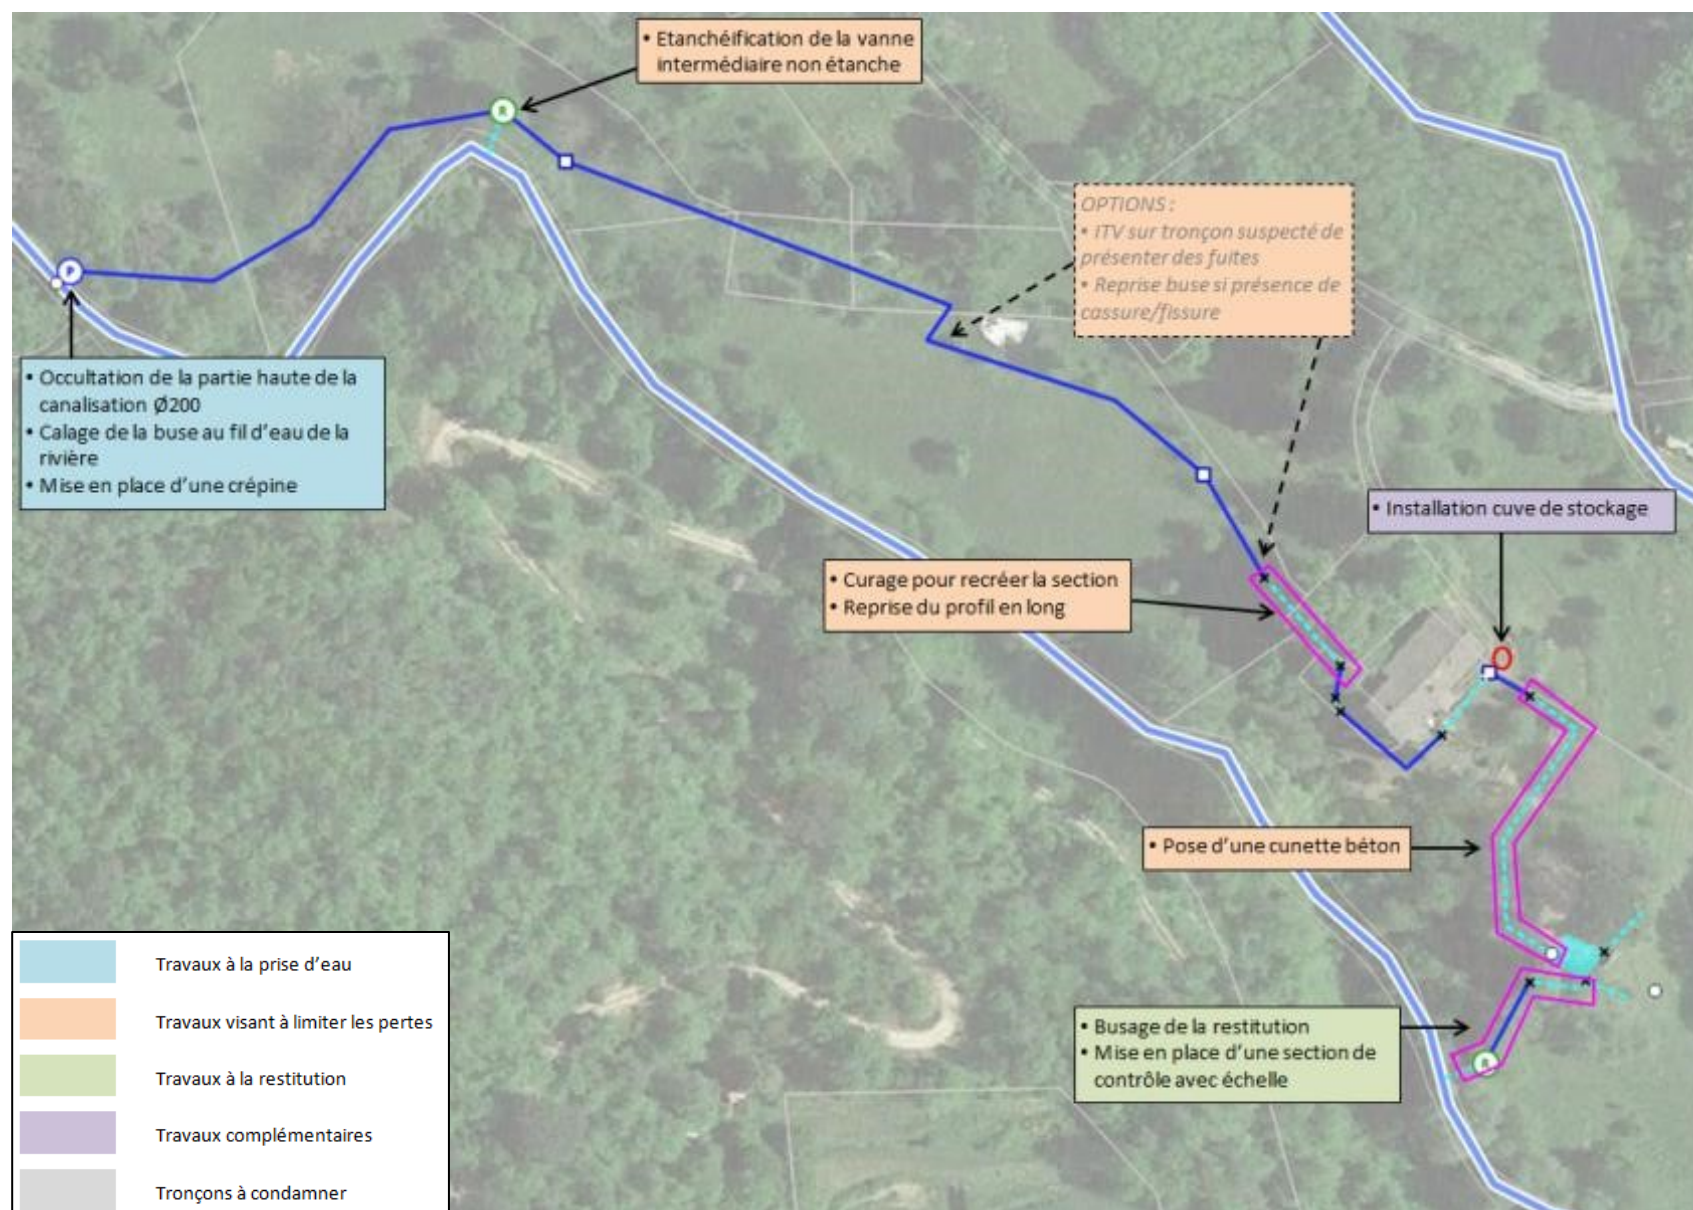 • Etanchéification de la vanne
intermédiaire non étanche
R
P
OPTIONS :
• ITV sur tronçon suspecté de
présenter des fuites
• Reprise buse si présence de
cassure/fissure
• Occultation de la partie haute de la
canalisation Ø200
• Calage de la buse au fil d'eau de la
rivière
• Mise en place d'une crépine
• Installation cuve de stockage
• Curage pour recréer la section
• Reprise du profil en long
• Pose d'une cunette béton
• Busage de la restitution
• Mise en place d'une section de
contrôle avec échelle
R
Travaux à la prise d'eau
Travaux visant à limiter les pertes
Travaux à la restitution
Travaux complémentaires
Tronçons à condamner